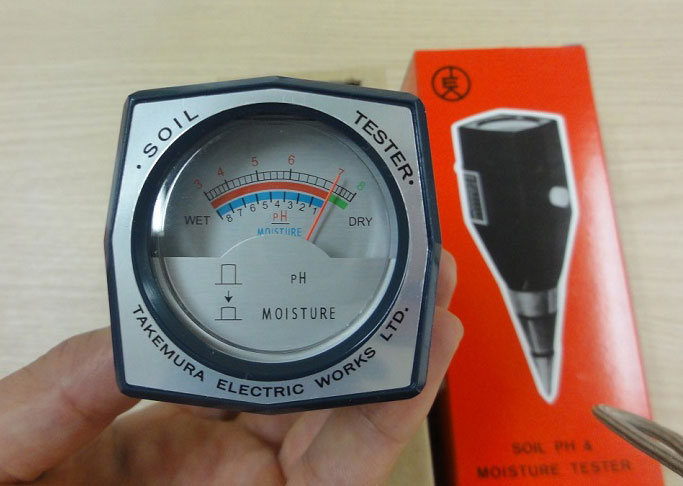 · SOIL TESTER ·
3 4 5 6 7 8
WET 8 7 6 5 4 3 2 1 DRY
pH
MOISTURE
pH
MOISTURE
TAKEMURA ELECTRIC WORKS LTD.
SOIL PH &
MOISTURE TESTER